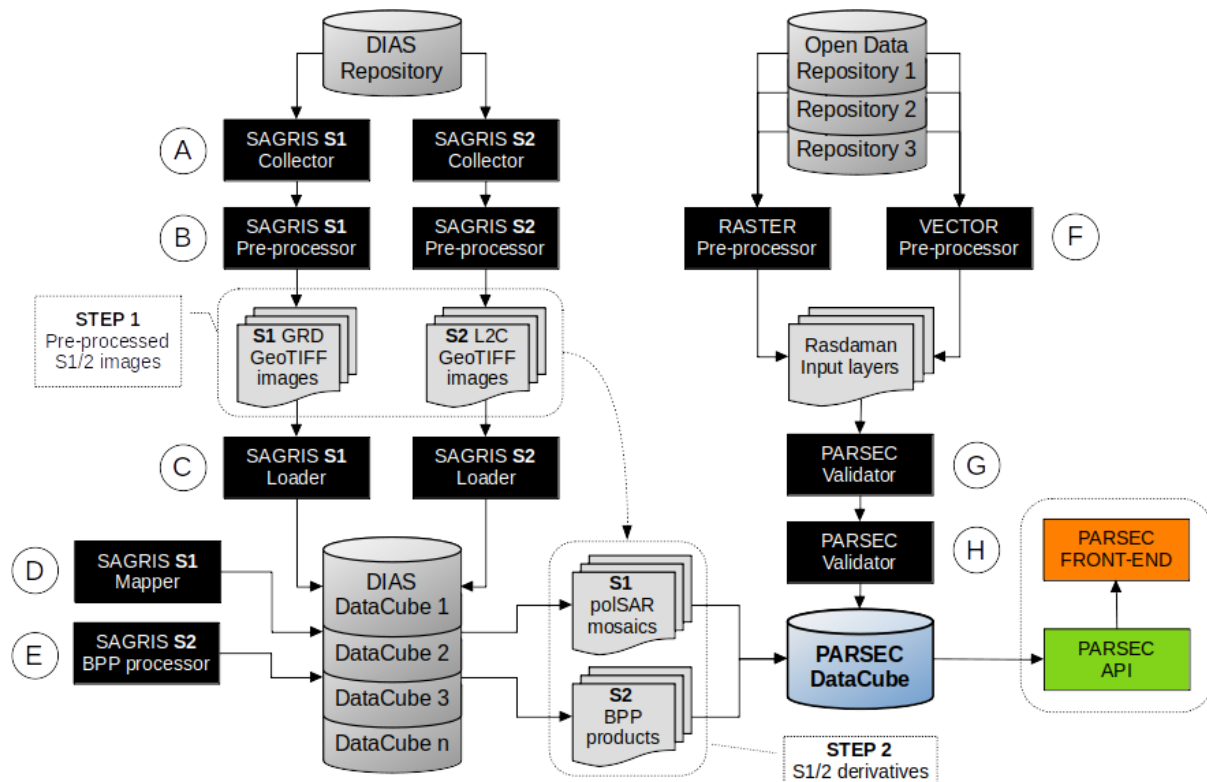 DIAS
Repository
Open Data
Repository 1
Repository 2
Repository 3
A
SAGRIS S1
Collector
SAGRIS S2
Collector
B
SAGRIS S1
Pre-processor
SAGRIS S2
Pre-processor
RASTER
Pre-processor
VECTOR
Pre-processor
F
STEP 1
Pre-processed
S1/2 images
S1 GRD
GeoTIFF
images
S2 L2C
GeoTIFF
images
Rasdaman
Input layers
C
SAGRIS S1
Loader
SAGRIS S2
Loader
PARSEC
Validator
G
PARSEC
Validator
H
D
SAGRIS S1
Mapper
E
SAGRIS S2
BPP processor
DIAS
DataCube 1
DataCube 2
DataCube 3
DataCube n
S1
polSAR
mosaics
S2
BPP
products
PARSEC
DataCube
PARSEC
FRONT-END
PARSEC
API
STEP 2
S1/2 derivatives